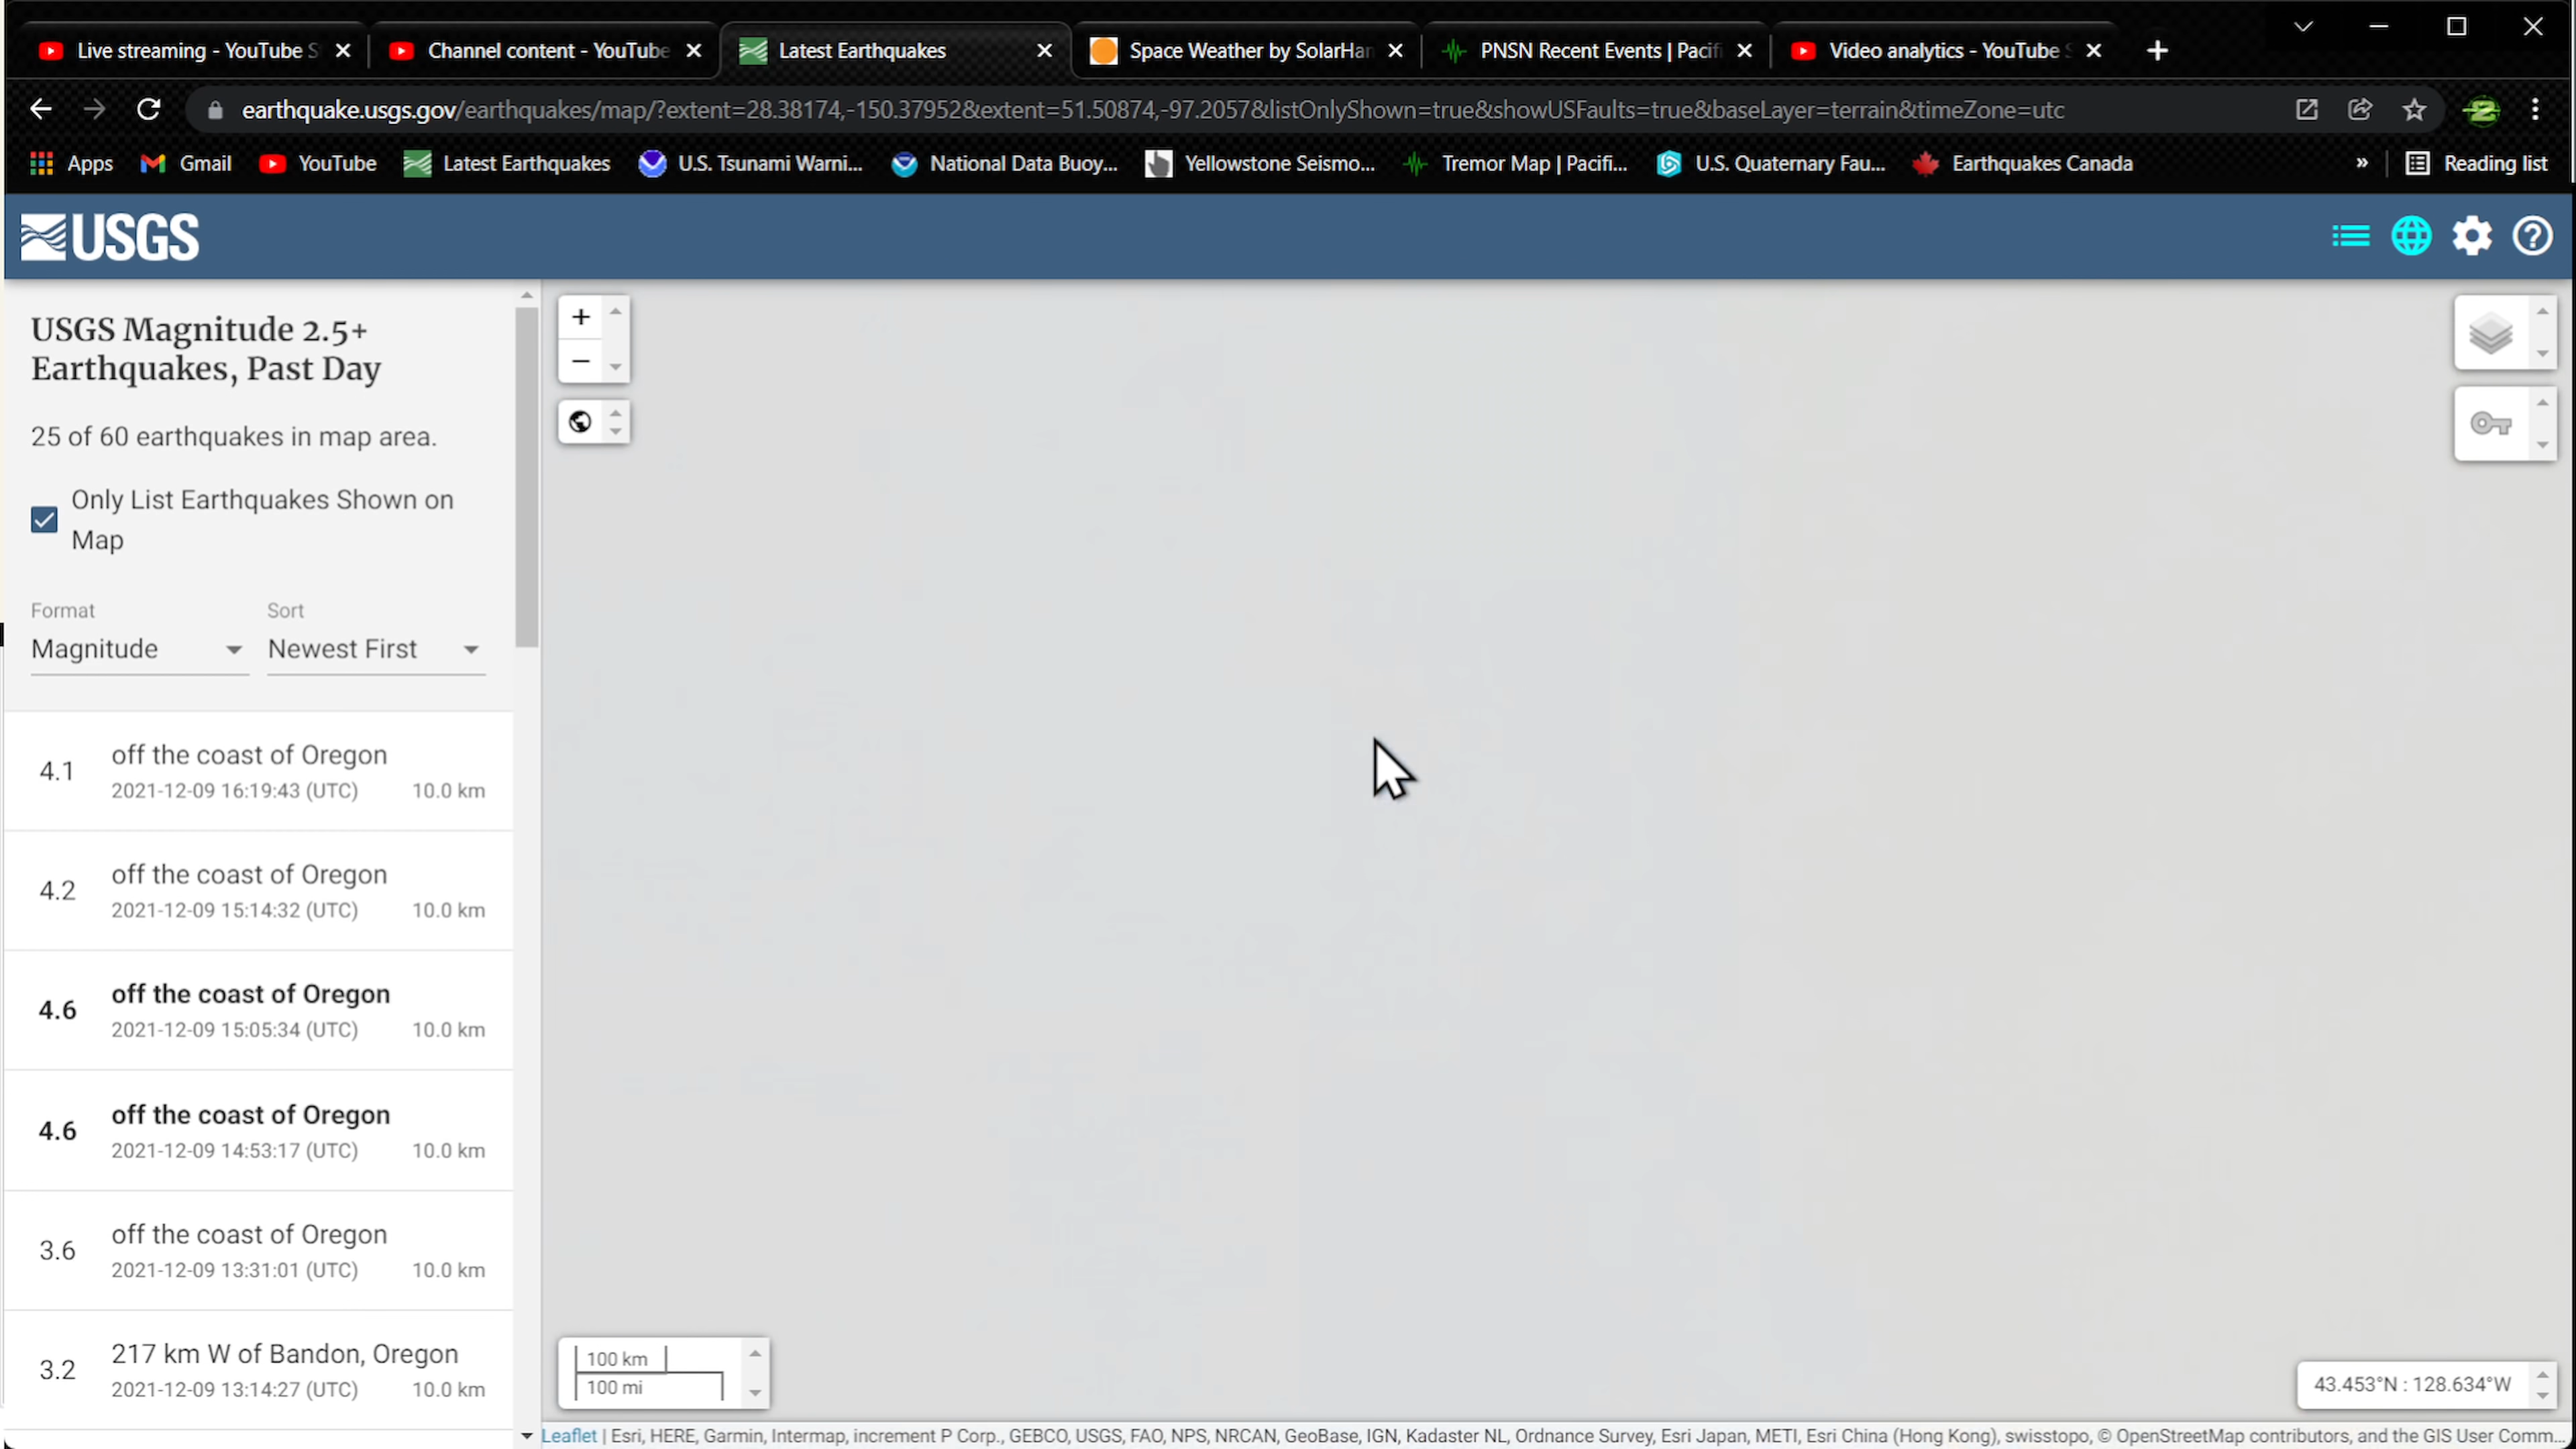 Live streaming - YouTube S
Channel content - YouTube
Latest Earthquakes
Space Weather by SolarHam
PNSN Recent Events | Pacifi
Video analytics - YouTube S
earthquake.usgs.gov/earthquakes/map/?extent=28.38174,-150.37952&extent=51.50874,-97.2057&listOnlyShown=true&showUSFaults=true&baseLayer=terrain&timeZone=utc
Apps
Gmail
YouTube
Latest Earthquakes
U.S. Tsunami Warni...
National Data Buoy...
Yellowstone Seismo...
Tremor Map | Pacifi...
U.S. Quaternary Fau...
Earthquakes Canada
»
Reading list
USGS
USGS Magnitude 2.5+
Earthquakes, Past Day
25 of 60 earthquakes in map area.
Only List Earthquakes Shown on
Map
Format
Sort
Magnitude
Newest First
4.1
off the coast of Oregon
2021-12-09 16:19:43 (UTC) 10.0 km
4.2
off the coast of Oregon
2021-12-09 15:14:32 (UTC) 10.0 km
4.6
off the coast of Oregon
2021-12-09 15:05:34 (UTC) 10.0 km
4.6
off the coast of Oregon
2021-12-09 14:53:17 (UTC) 10.0 km
3.6
off the coast of Oregon
2021-12-09 13:31:01 (UTC) 10.0 km
3.2
217 km W of Bandon, Oregon
2021-12-09 13:14:27 (UTC) 10.0 km
+
−
100 km
100 mi
43.453°N : 128.634°W
Leaflet | Esri, HERE, Garmin, Intermap, increment P Corp., GEBCO, USGS, FAO, NPS, NRCAN, GeoBase, IGN, Kadaster NL, Ordnance Survey, Esri Japan, METI, Esri China (Hong Kong), swisstopo, © OpenStreetMap contributors, and the GIS User Comm...